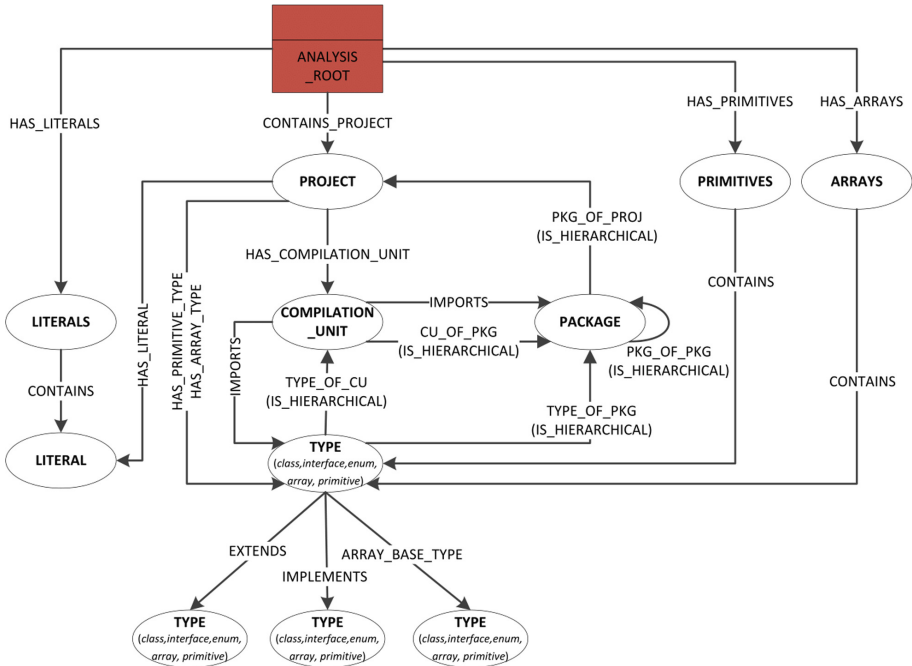 ANALYSIS
_ROOT
HAS_LITERALS
HAS_PRIMITIVES
HAS_ARRAYS
CONTAINS_PROJECT
PROJECT
PRIMITIVES
ARRAYS
PKG_OF_PROJ
(IS_HIERARCHICAL)
HAS_COMPILATION_UNIT
CONTAINS
LITERALS
HAS_LITERAL
HAS_PRIMITIVE_TYPE
HAS_ARRAY_TYPE
IMPORTS
COMPILATION
_UNIT
IMPORTS
CU_OF_PKG
(IS_HIERARCHICAL)
PACKAGE
PKG_OF_PKG
(IS_HIERARCHICAL)
CONTAINS
TYPE_OF_CU
(IS_HIERARCHICAL)
TYPE_OF_PKG
(IS_HIERARCHICAL)
CONTAINS
LITERAL
TYPE
(class,interface,enum,
array, primitive)
EXTENDS
IMPLEMENTS
ARRAY_BASE_TYPE
TYPE
(class,interface,enum,
array, primitive)
TYPE
(class,interface,enum,
array, primitive)
TYPE
(class,interface,enum,
array, primitive)